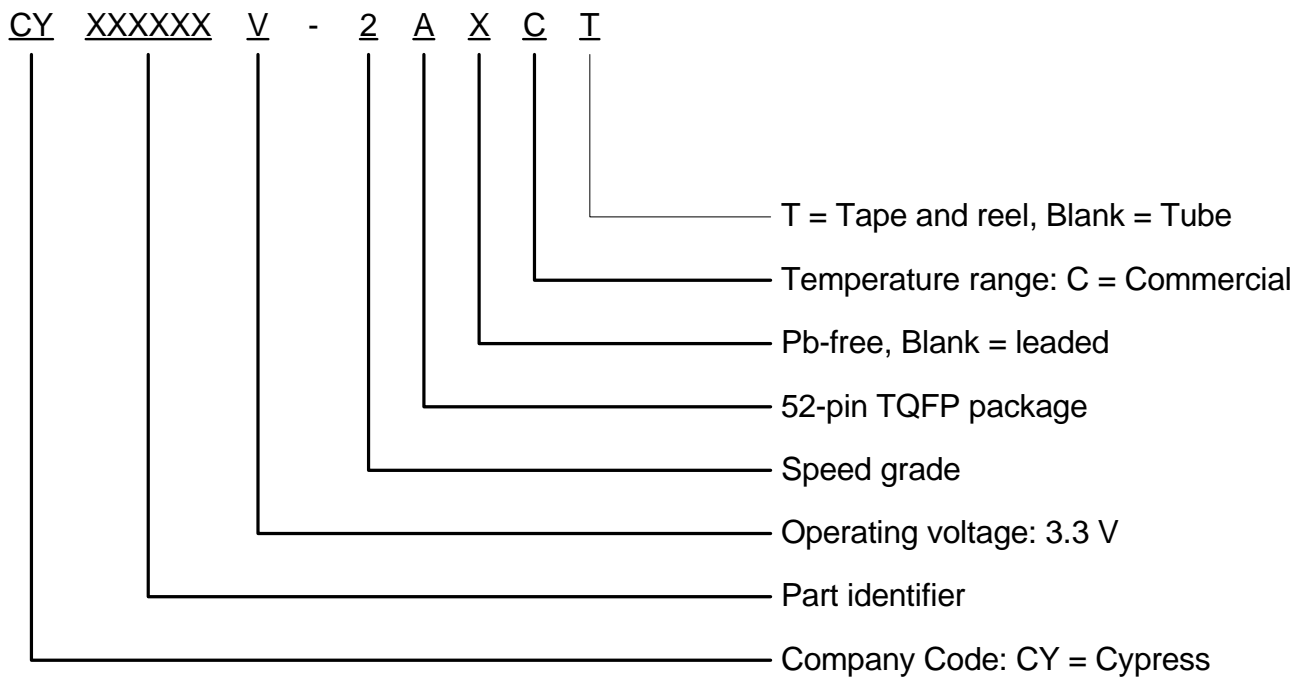 CY XXXXXX V - 2 A X C T
T = Tape and reel, Blank = Tube
Temperature range: C = Commercial
Pb-free, Blank = leaded
52-pin TQFP package
Speed grade
Operating voltage: 3.3 V
Part identifier
Company Code: CY = Cypress